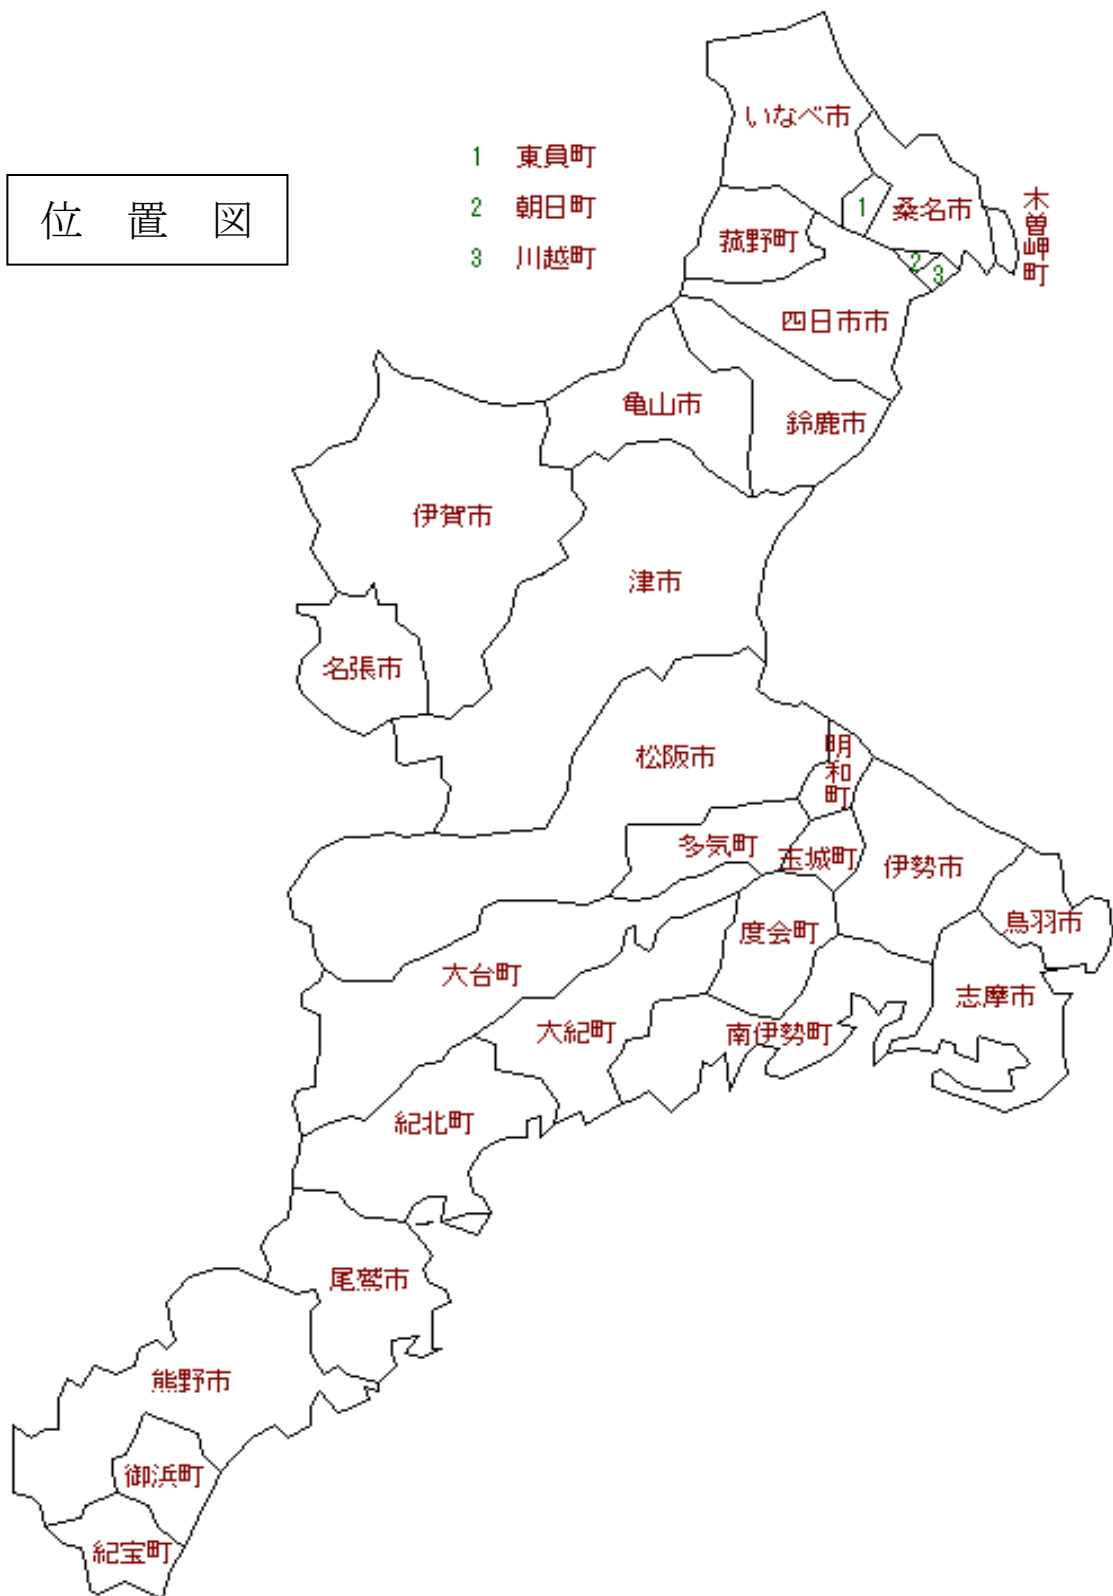 位 置 図
1 東員町
2 朝日町
3 川越町
いなべ市
1
桑名市
木曽岬町
菰野町
2
3
四日市市
亀山市
鈴鹿市
伊賀市
津市
名張市
松阪市
明和町
多気町
玉城町
伊勢市
鳥羽市
度会町
大台町
志摩市
大紀町
南伊勢町
紀北町
尾鷲市
熊野市
御浜町
紀宝町